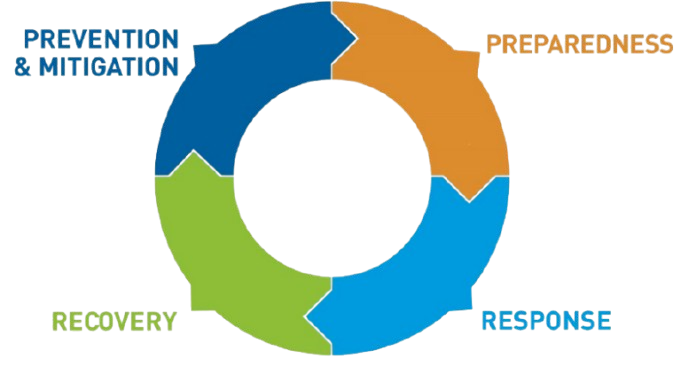 PREVENTION
& MITIGATION
PREPAREDNESS
RECOVERY
RESPONSE